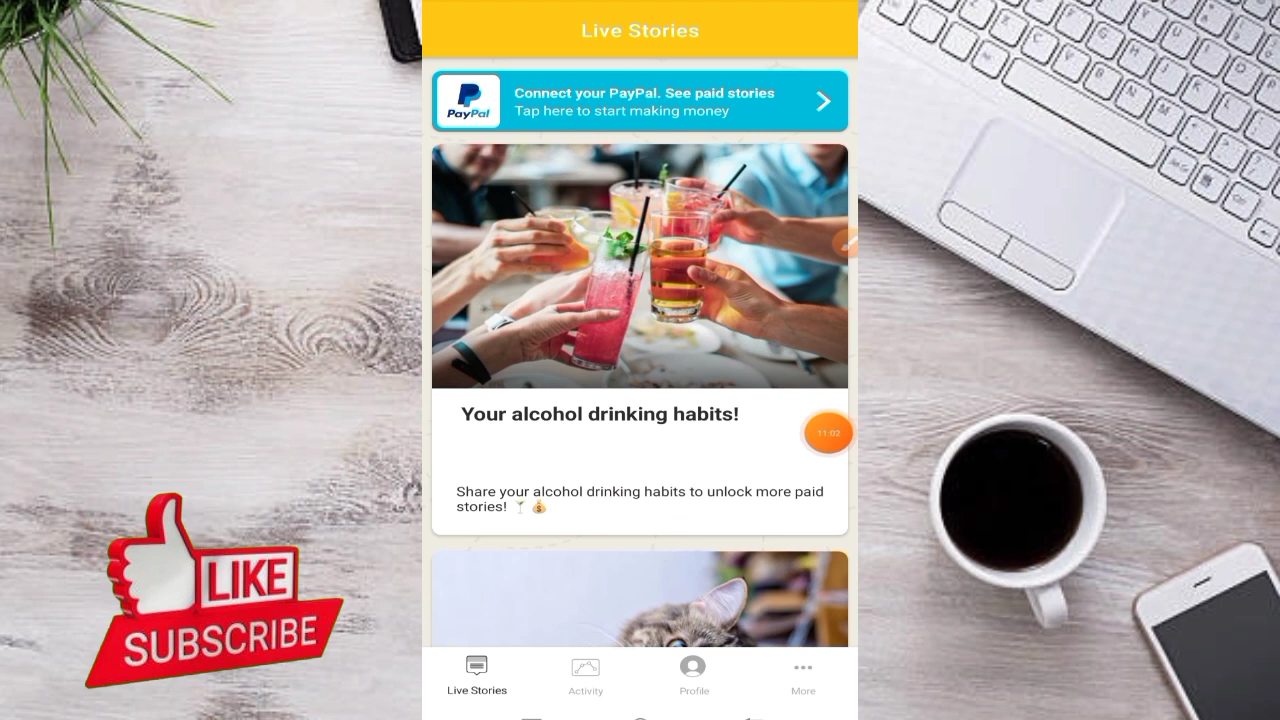 Live Stories
PayPal
Connect your PayPal. See paid stories
Tap here to start making money
Your alcohol drinking habits!
11:02
Share your alcohol drinking habits to unlock more paid
stories! 🍸 💰
LIKE
SUBSCRIBE
Live Stories
Activity
Profile
More